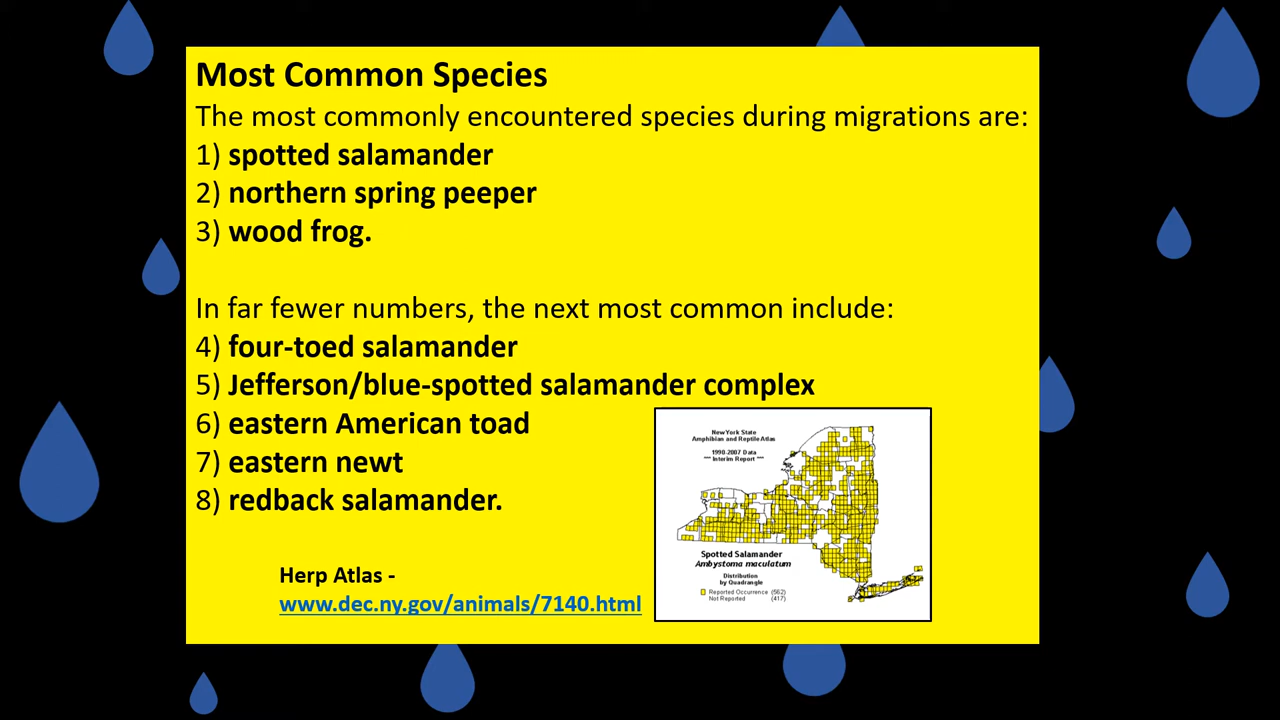 Most Common Species
The most commonly encountered species during migrations are:
1) spotted salamander
2) northern spring peeper
3) wood frog.
In far fewer numbers, the next most common include:
4) four-toed salamander
5) Jefferson/blue-spotted salamander complex
6) eastern American toad
7) eastern newt
8) redback salamander.
Herp Atlas -
www.dec.ny.gov/animals/7140.html
New York State
Amphibian and Reptile Atlas
1990-2007 Data
*** Interim Report ***
Spotted Salamander
Ambystoma maculatum
Distribution
by Quadrangle
Reported Occurrence (562)
Not Reported (417)